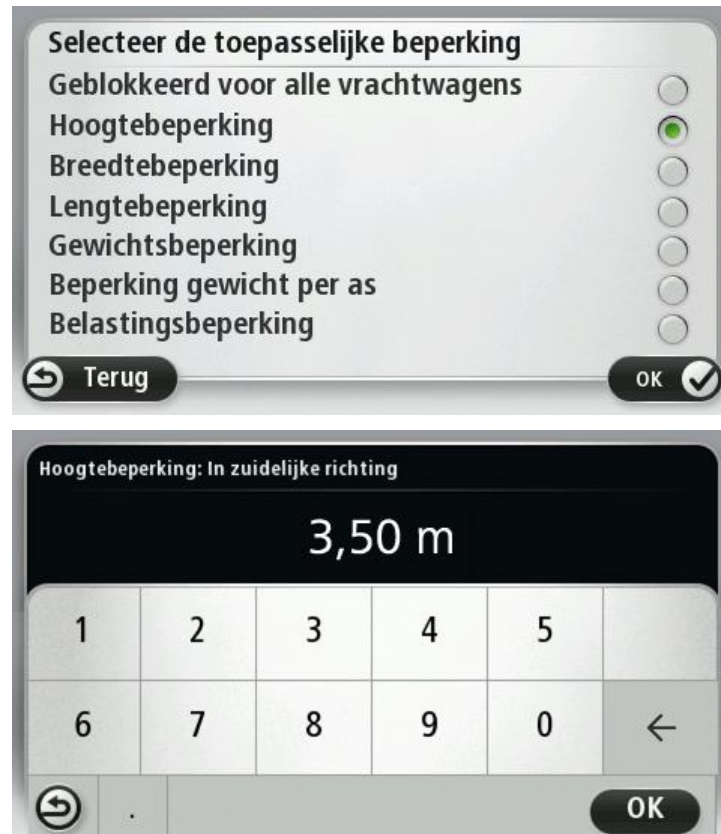 Selecteer de toepasselijke beperking
Geblokkeerd voor alle vrachtwagens
Hoogtebeperking
Breedtebeperking
Lengtebeperking
Gewichtsbeperking
Beperking gewicht per as
Belastingsbeperking
Terug
OK
Hoogtebeperking: In zuidelijke richting
3,50 m
1 2 3 4 5
6 7 8 9 0 ←
. OK